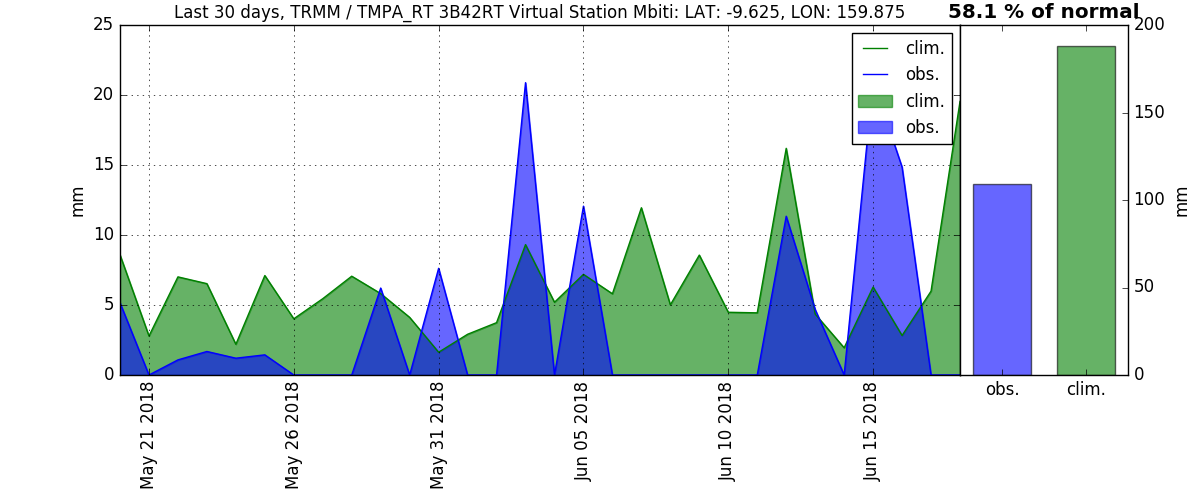 Last 30 days, TRMM / TMPA_RT 3B42RT Virtual Station Mbiti: LAT: -9.625, LON: 159.875
58.1 % of normal
25
20
15
10
5
0
mm
clim.
obs.
clim.
obs.
May 21 2018
May 26 2018
May 31 2018
Jun 05 2018
Jun 10 2018
Jun 15 2018
200
150
100
50
0
mm
obs.
clim.